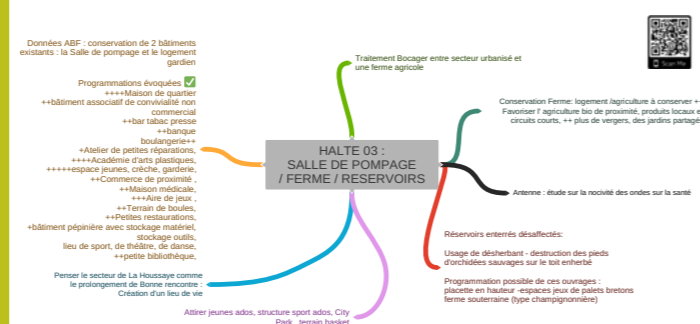 Données ABF : conservation de 2 bâtiments
existants : la Salle de pompage et le logement
gardien
Programmations évoquées ✅
++++Maison de quartier
++bâtiment associatif de convivialité non
commercial
++bar tabac presse
++banque
boulangerie++
+Atelier de petites réparations,
++++Académie d'arts plastiques,
+++++espace jeunes, crèche, garderie,
++Commerce de proximité ,
++Maison médicale,
+++Aire de jeux ,
++Terrain de boules,
++Petites restaurations,
+bâtiment pépinière avec stockage matériel,
stockage outils,
lieu de sport, de théâtre, de danse,
++petite bibliothèque,
Penser le secteur de La Houssaye comme
le prolongement de Bonne rencontre :
Création d'un lieu de vie
Attirer jeunes ados, structure sport ados, City
Park , terrain basket
HALTE 03 :
SALLE DE POMPAGE
/ FERME / RESERVOIRS
Traitement Bocager entre secteur urbanisé et
une ferme agricole
Scan Me
Conservation Ferme: logement /agriculture à conserver +
Favoriser l' agriculture bio de proximité, produits locaux
circuits courts, ++ plus de vergers, des jardins
Antenne : étude sur la nocivité des ondes sur la santé
Réservoirs enterrés désaffectés:
Usage de désherbant - destruction des pieds
d'orchidées sauvages sur le toit enherbé
Programmation possible de ces ouvrages :
placette en hauteur -espaces jeux de palets bretons
ferme souterraine (type champignonnière)